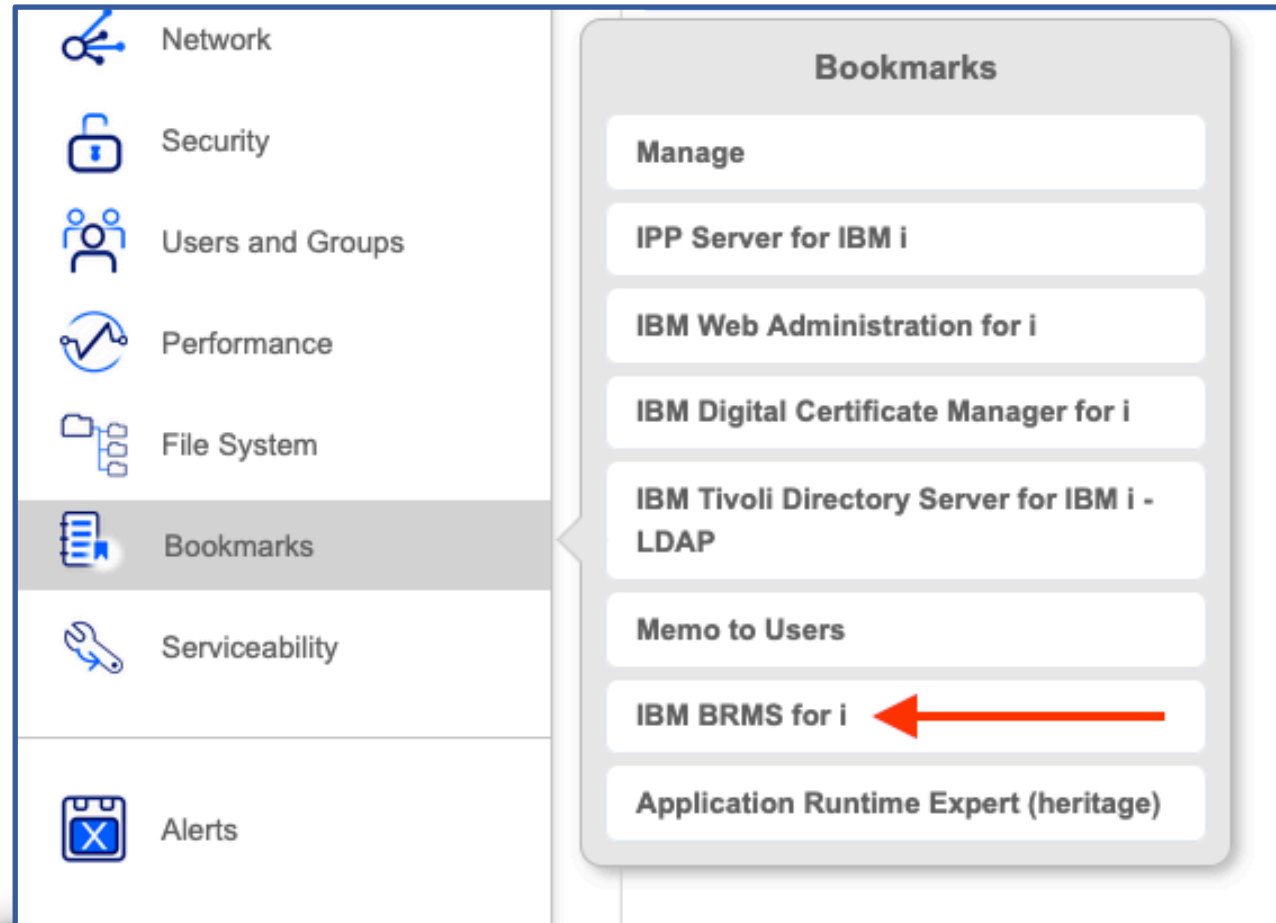 Network
Security
Users and Groups
Performance
File System
Bookmarks
Serviceability
Alerts
Bookmarks
Manage
IPP Server for IBM i
IBM Web Administration for i
IBM Digital Certificate Manager for i
IBM Tivoli Directory Server for IBM i -
LDAP
Memo to Users
IBM BRMS for i
Application Runtime Expert (heritage)